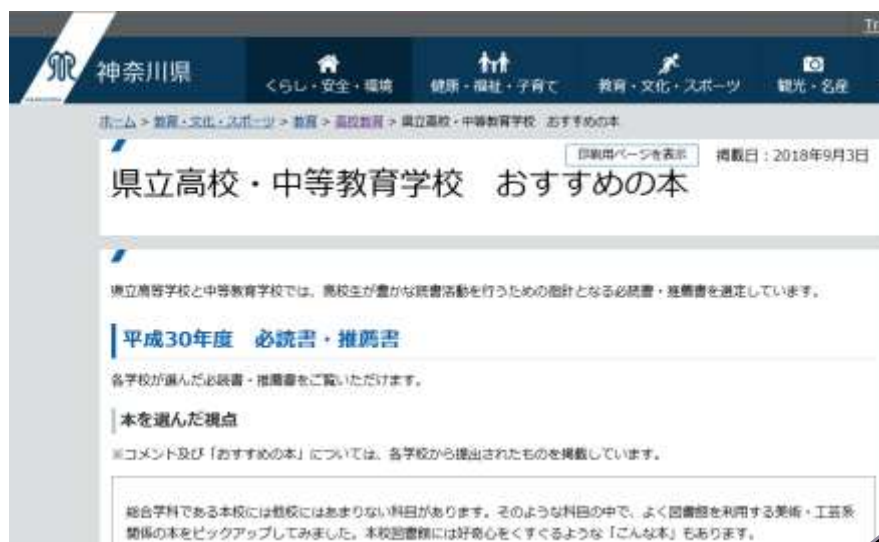 Tr
神奈川県
くらし・安全・環境 健康・福祉・子育て 教育・文化・スポーツ 観光・名産
ホーム > 教育・文化・スポーツ > 教育 > 高校教育 > 県立高校・中等教育学校 おすすめの本
印刷用ページを表示 掲載日：2018年9月3日
県立高校・中等教育学校 おすすめの本
県立高等学校と中等教育学校では、高校生が豊かな読書活動を行うための指針となる必読書・推薦書を選定しています。
平成30年度 必読書・推薦書
各学校が選んだ必読書・推薦書をご覧いただけます。
本を選んだ視点
※コメント及び「おすすめの本」については、各学校から提出されたものを掲載しています。
総合学科である本校には他校にはあまりない科目があります。そのような科目の中で、よく図書館を利用する美術・工芸系
関係の本をピックアップしてみました。本校図書館には好奇心をくすぐるような「こんな本」もあります。